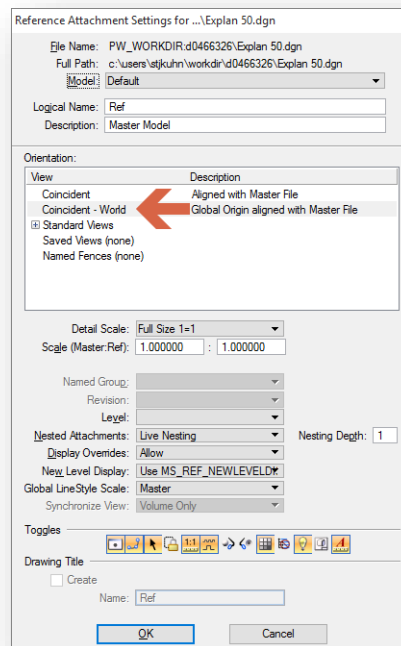 Reference Attachment Settings for ...\Explan 50.dgn
File Name: PW_WORKDIR:d0466326\Explan 50.dgn
Full Path: c:\users\stjkuhn\workdir\d0466326\Explan 50.dgn
Model: Default
Logical Name: Ref
Description: Master Model
Orientation:
View Description
Coincident Aligned with Master File
Coincident - World Global Origin aligned with Master File
Standard Views
Saved Views (none)
Named Fences (none)
Detail Scale: Full Size 1=1
Scale (Master:Ref): 1.000000 : 1.000000
Named Group:
Revision:
Level:
Nested Attachments: Live Nesting Nesting Depth: 1
Display Overrides: Allow
New Level Display: Use MS_REF_NEWLEVELDI
Global LineStyle Scale: Master
Synchronize View: Volume Only
Toggles
1:1
Drawing Title
Create
Name: Ref
OK Cancel